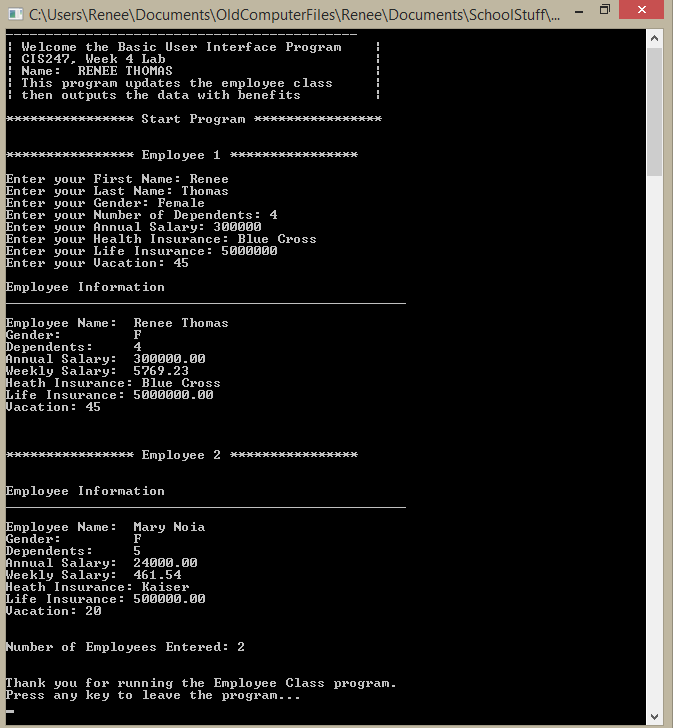 C:\Users\Renee\Documents\OldComputerFiles\Renee\Documents\SchoolStuff\...
--------------------------------------------
| Welcome the Basic User Interface Program |
| CIS247, Week 4 Lab |
| Name: RENEE THOMAS |
| This program updates the employee class |
| then outputs the data with benefits |
**************** Start Program ****************
**************** Employee 1 ****************
Enter your First Name: Renee
Enter your Last Name: Thomas
Enter your Gender: Female
Enter your Number of Dependents: 4
Enter your Annual Salary: 300000
Enter your Health Insurance: Blue Cross
Enter your Life Insurance: 5000000
Enter your Vacation: 45
Employee Information
__________________________________________________
Employee Name: Renee Thomas
Gender: F
Dependents: 4
Annual Salary: 300000.00
Weekly Salary: 5769.23
Heath Insurance: Blue Cross
Life Insurance: 5000000.00
Vacation: 45
**************** Employee 2 ****************
Employee Information
__________________________________________________
Employee Name: Mary Noia
Gender: F
Dependents: 5
Annual Salary: 24000.00
Weekly Salary: 461.54
Heath Insurance: Kaiser
Life Insurance: 500000.00
Vacation: 20
Number of Employees Entered: 2
Thank you for running the Employee Class program.
Press any key to leave the program...